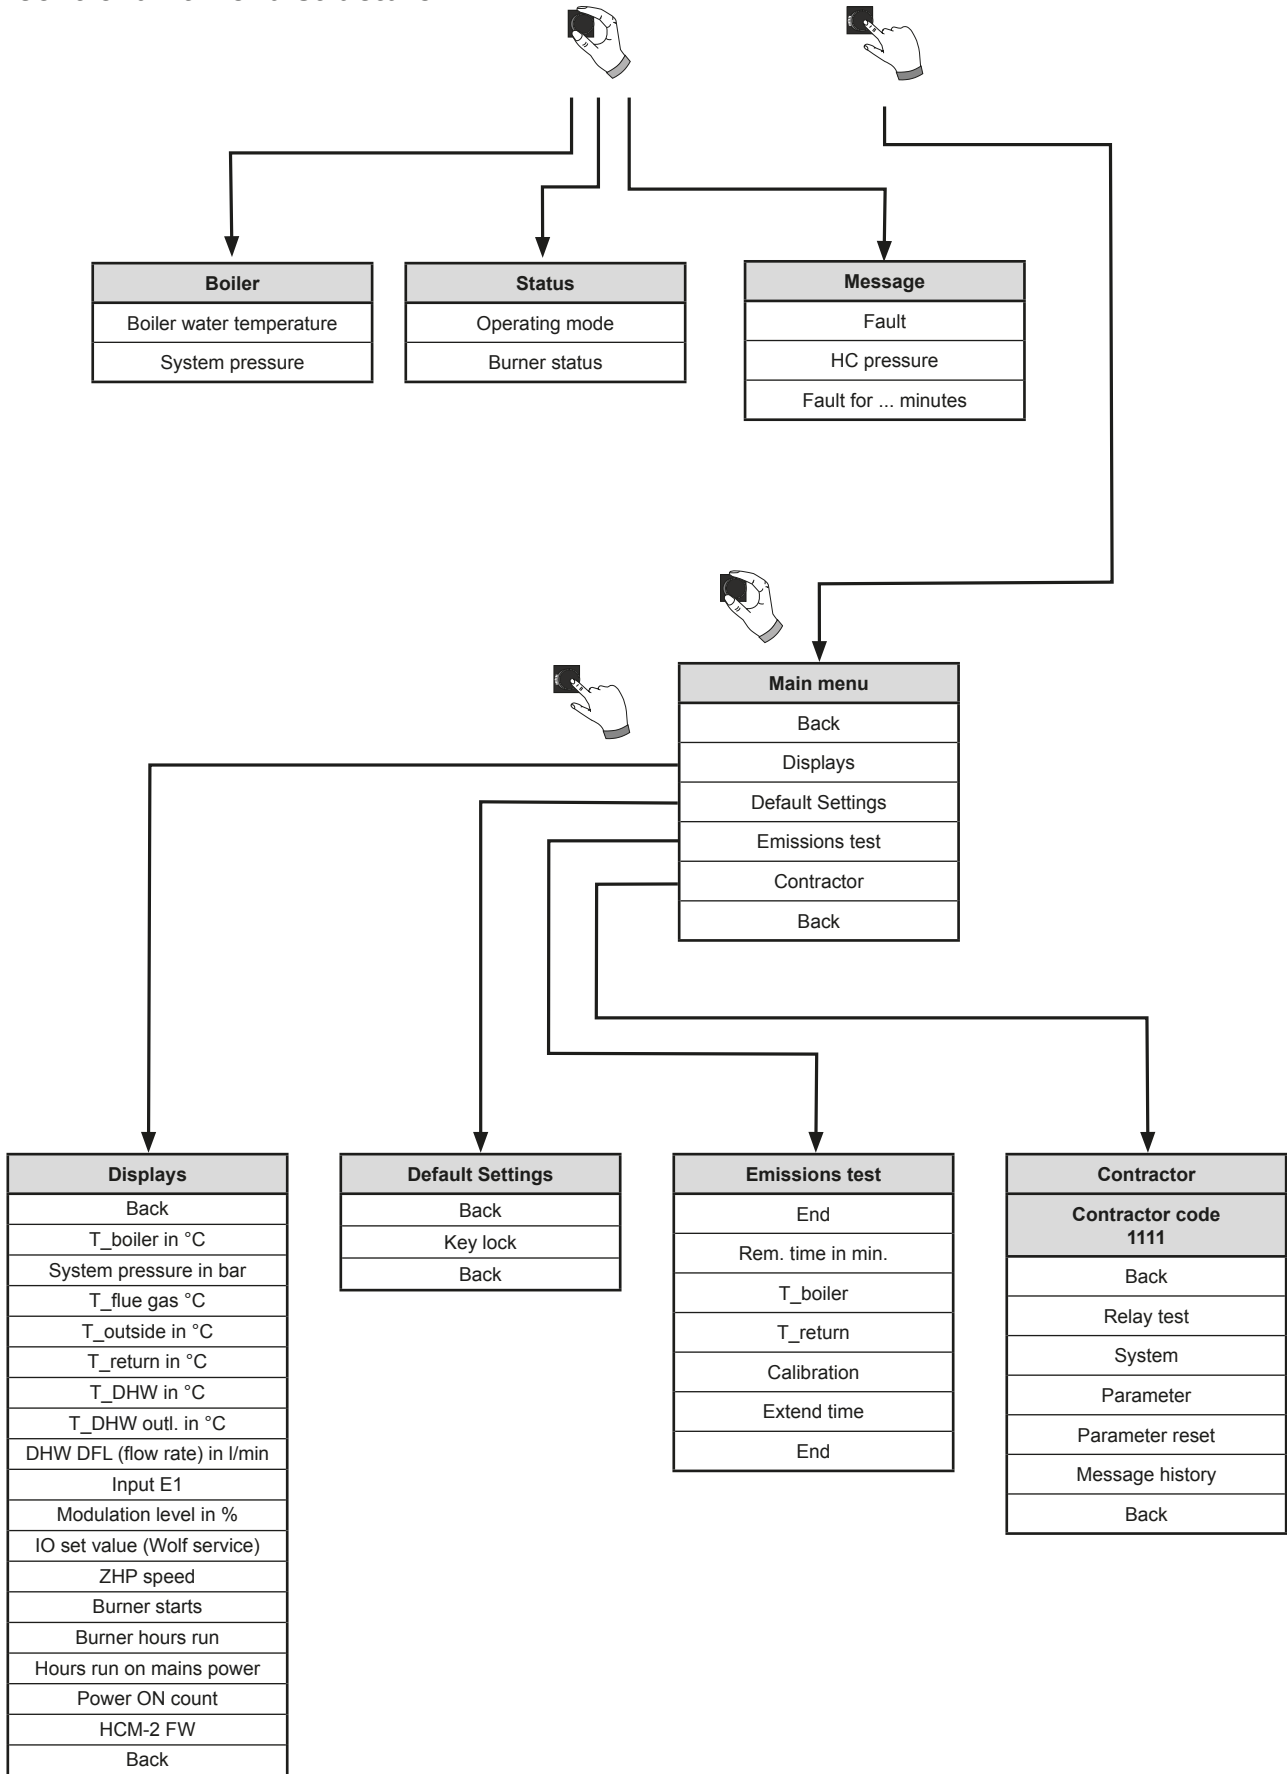 Boiler
Boiler water temperature
System pressure
Status
Operating mode
Burner status
Message
Fault
HC pressure
Fault for ... minutes
Main menu
Back
Displays
Default Settings
Emissions test
Contractor
Back
Displays
Back
T_boiler in °C
System pressure in bar
T_flue gas °C
T_outside in °C
T_return in °C
T_DHW in °C
T_DHW outl. in °C
DHW DFL (flow rate) in l/min
Input E1
Modulation level in %
IO set value (Wolf service)
ZHP speed
Burner starts
Burner hours run
Hours run on mains power
Power ON count
HCM-2 FW
Back
Default Settings
Back
Key lock
Back
Emissions test
End
Rem. time in min.
T_boiler
T_return
Calibration
Extend time
End
Contractor
Contractor code
1111
Back
Relay test
System
Parameter
Parameter reset
Message history
Back